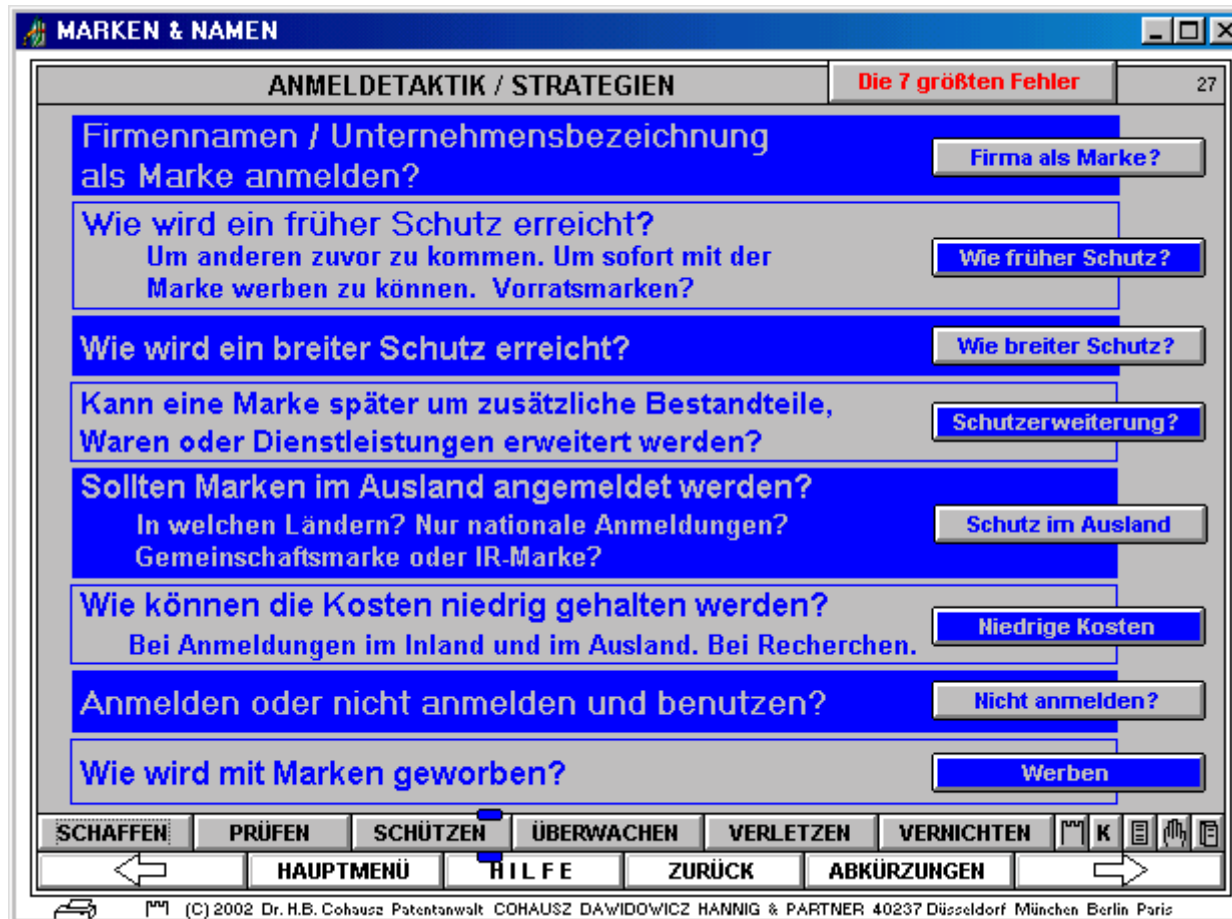 MARKEN & NAMEN
ANMELDETAKTIK / STRATEGIEN
Die 7 größten Fehler
27
Firmennamen / Unternehmensbezeichnung
als Marke anmelden?
Firma als Marke?
Wie wird ein früher Schutz erreicht?
Um anderen zuvor zu kommen. Um sofort mit der
Marke werben zu können. Vorratsmarken?
Wie früher Schutz?
Wie wird ein breiter Schutz erreicht?
Wie breiter Schutz?
Kann eine Marke später um zusätzliche Bestandteile,
Waren oder Dienstleistungen erweitert werden?
Schutzerweiterung?
Sollten Marken im Ausland angemeldet werden?
In welchen Ländern? Nur nationale Anmeldungen?
Gemeinschaftsmarke oder IR-Marke?
Schutz im Ausland
Wie können die Kosten niedrig gehalten werden?
Bei Anmeldungen im Inland und im Ausland. Bei Recherchen.
Niedrige Kosten
Anmelden oder nicht anmelden und benutzen?
Nicht anmelden?
Wie wird mit Marken geworben?
Werben
SCHAFFEN PRÜFEN SCHÜTZEN ÜBERWACHEN VERLETZEN VERNICHTEN K
HAUPTMENÜ HILFE ZURÜCK ABKÜRZUNGEN
(C) 2002 Dr. H.B. Cohausz Patentanwalt COHAUSZ DAWIDOWICZ HANNIG & PARTNER 40237 Düsseldorf München Berlin Paris